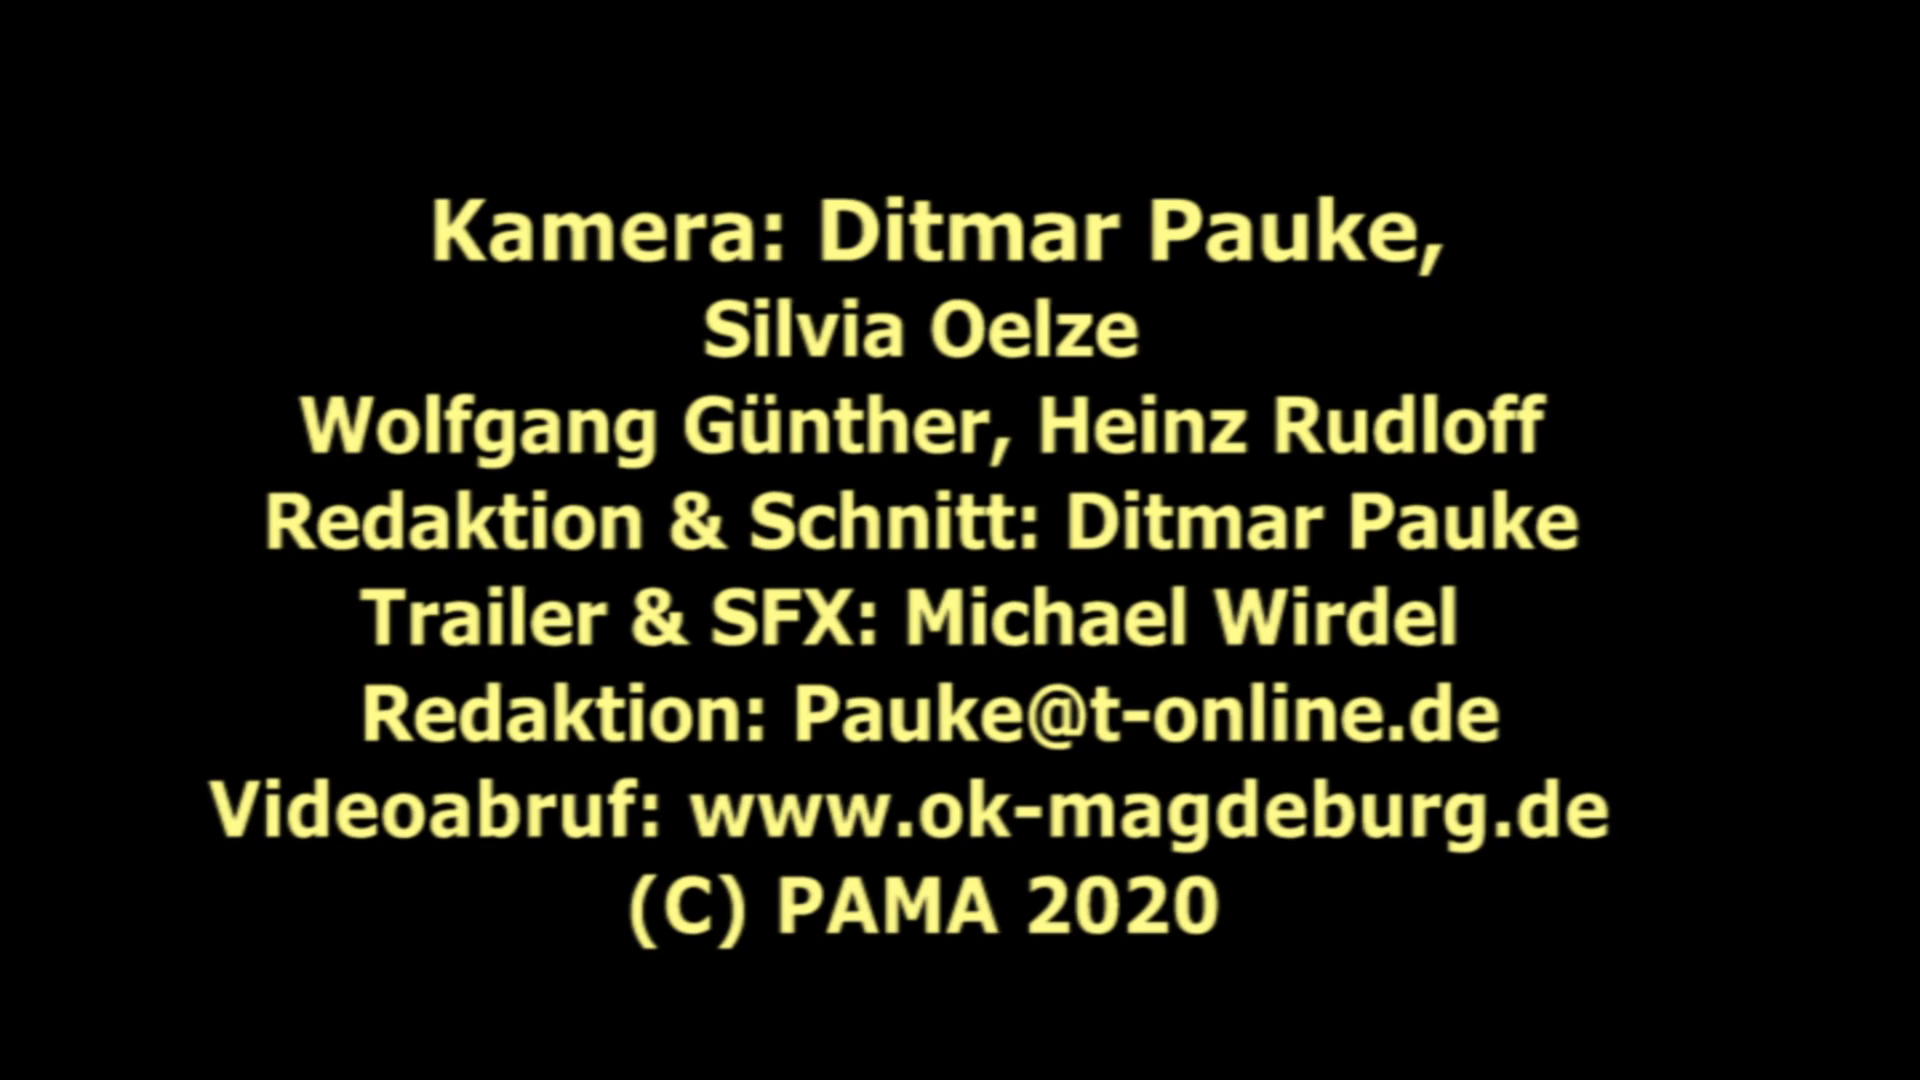 Kamera: Ditmar Pauke,
Silvia Oelze
Wolfgang Günther, Heinz Rudloff
Redaktion & Schnitt: Ditmar Pauke
Trailer & SFX: Michael Wirdel
Redaktion: Pauke@t-online.de
Videoabruf: www.ok-magdeburg.de
(C) PAMA 2020